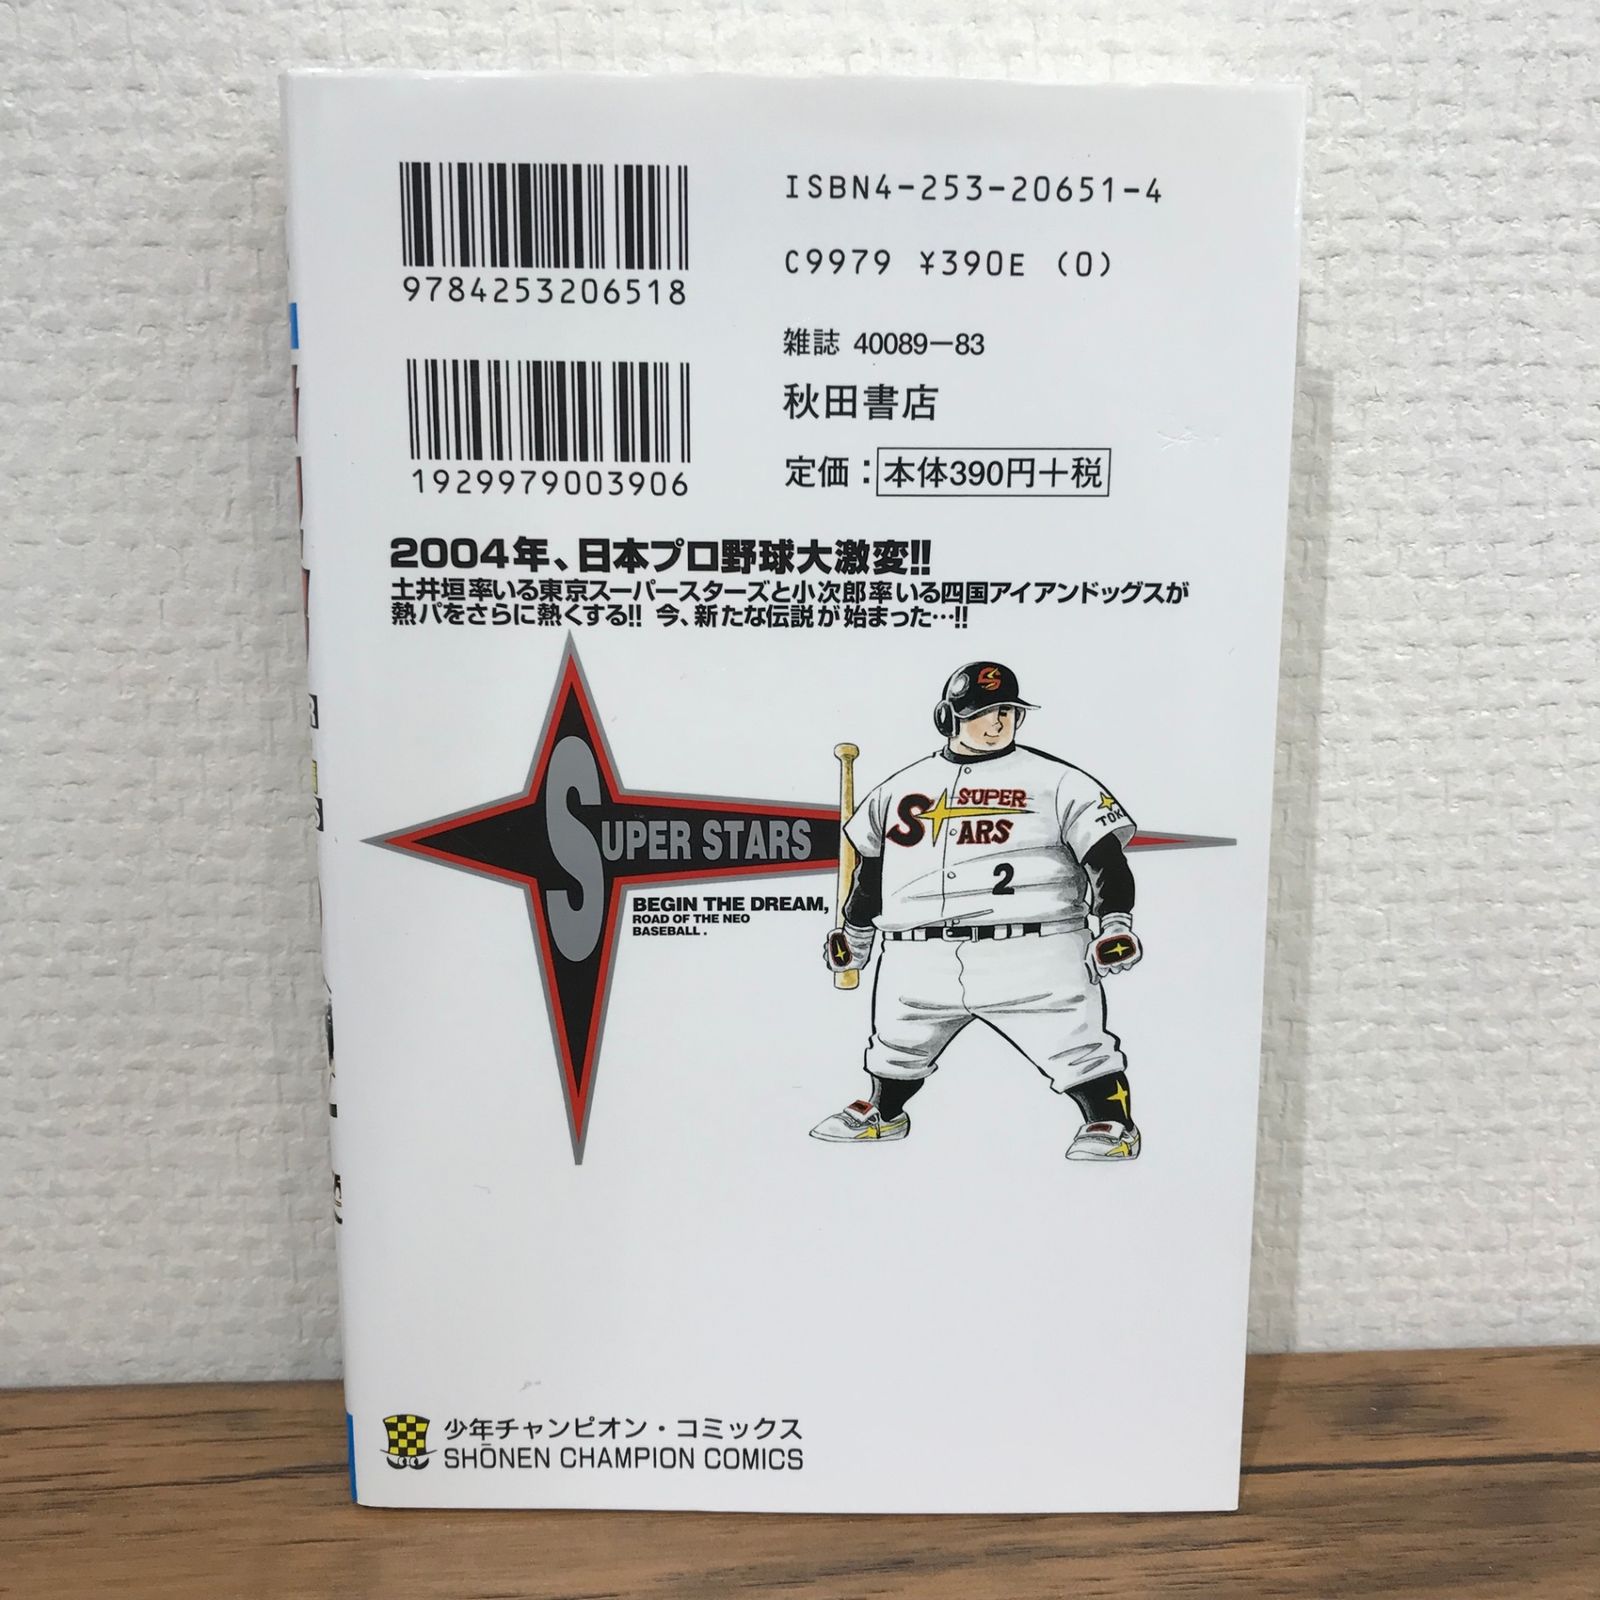 ISBN4-253-20651-4
9784253206518
C9979 ¥390E (0)
雑誌 40089-83
秋田書店
1929979003906
定価：本体390円+税
2004年、日本プロ野球大激変!!
土井垣率いる東京スーパースターズと小次郎率いる四国アイアンドッグスが
熱パをさらに熱くする!! 今、新たな伝説が始まった…!!
SUPER STARS
BEGIN THE DREAM,
ROAD OF THE NEO
BASEBALL.
S SUPER
STARS
2
少年チャンピオン・コミックス
SHŌNEN CHAMPION COMICS